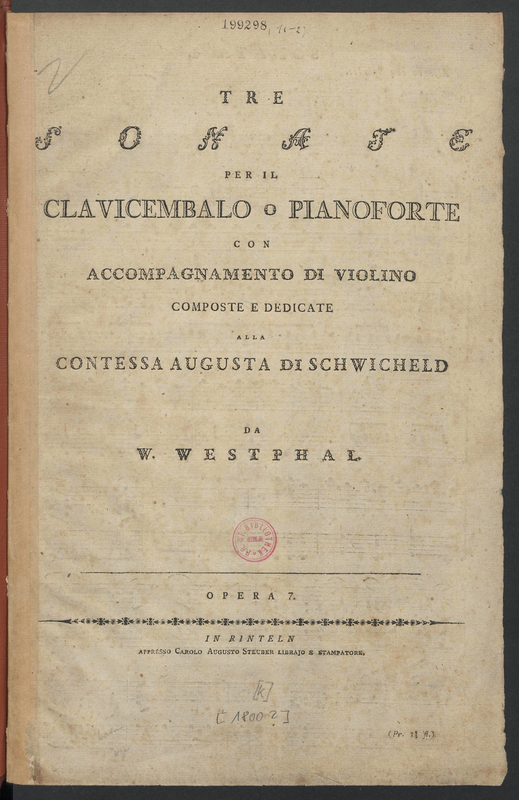 199298
TRE
SONATE
PER IL
CLAVICEMBALO O PIANOFORTE
CON
ACCOMPAGNAMENTO DI VIOLINO
COMPOSTE E DEDICATE
ALLA
CONTESSA AUGUSTA DI SCHWICHELD
DA
W. WESTPHAL.
OPERA 7.
IN RINTELN
APPRESSO CAROLO AUGUSTO STEUBER LIBRAJO E STAMPATORE.
[k]
[1800?]